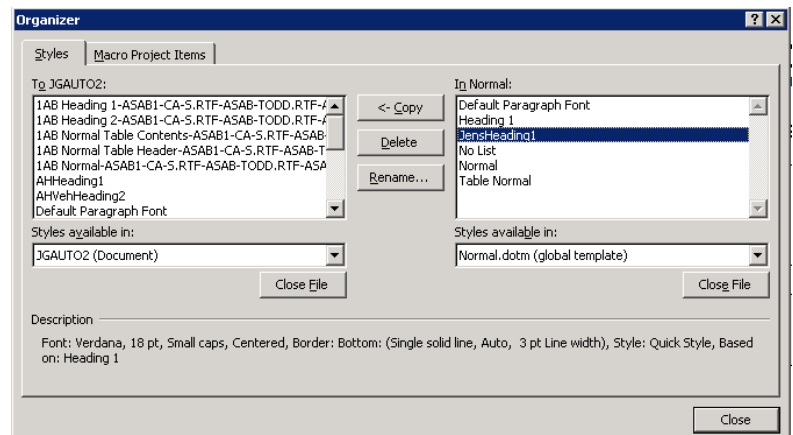 Organizer
Styles
Macro Project Items
To JGAUTO2:
1AB Heading 1-ASAB1-CA-S.RTF-ASAB-TODD.RTF-A
1AB Heading 2-ASAB1-CA-S.RTF-ASAB-TODD.RTF-A
1AB Normal Table Contents-ASAB1-CA-S.RTF-ASAB-
1AB Normal Table Header-ASAB1-CA-S.RTF-ASAB-T
1AB Normal-ASAB1-CA-S.RTF-ASAB-TODD.RTF-ASA
AHHeading1
AHVehHeading2
Default Paragraph Font
<- Copy
Delete
Rename...
In Normal:
Default Paragraph Font
Heading 1
JensHeading1
No List
Normal
Table Normal
Styles available in:
JGAUTO2 (Document)
Close File
Styles available in:
Normal.dotm (global template)
Close File
Description
Font: Verdana, 18 pt, Small caps, Centered, Border: Bottom: (Single solid line, Auto,  3 pt Line width), Style: Quick Style, Based
on: Heading 1
Close